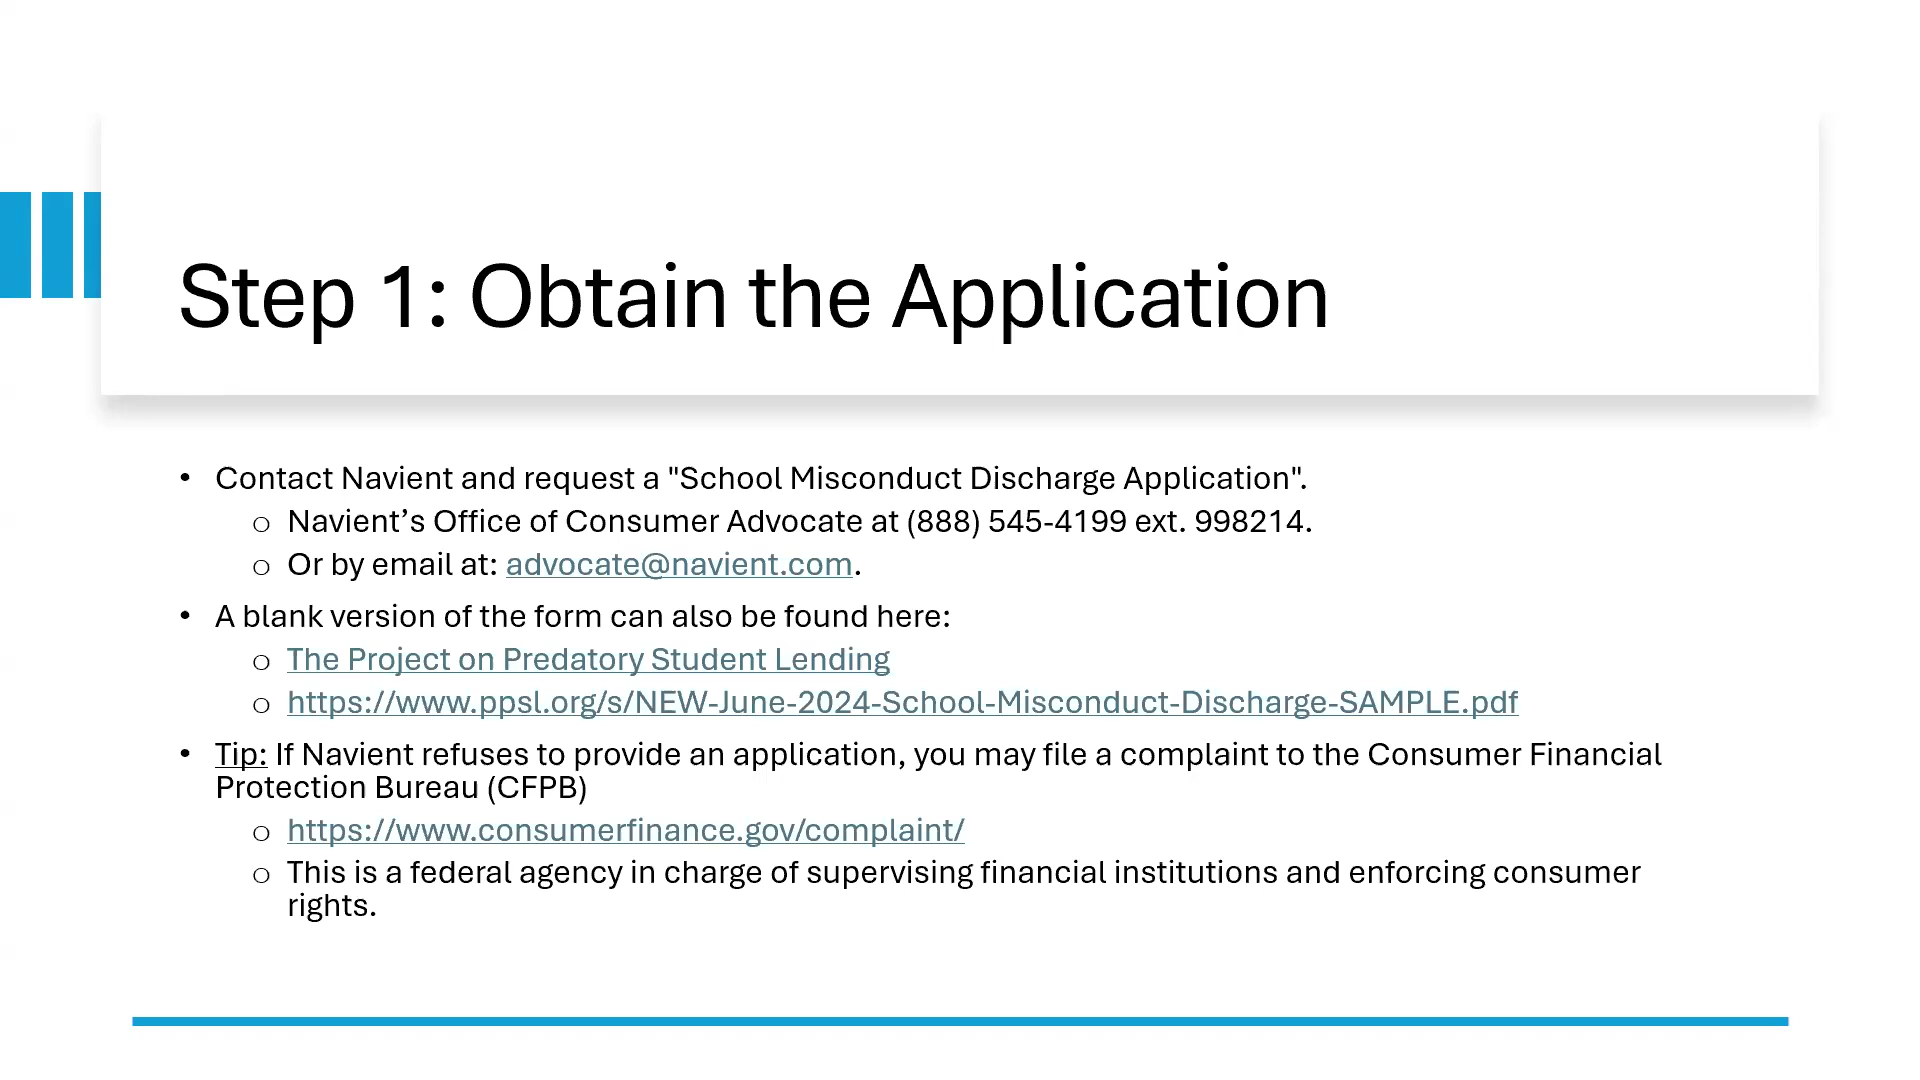 Step 1: Obtain the Application
• Contact Navient and request a "School Misconduct Discharge Application".
o Navient’s Office of Consumer Advocate at (888) 545-4199 ext. 998214.
o Or by email at: advocate@navient.com.
• A blank version of the form can also be found here:
o The Project on Predatory Student Lending
o https://www.ppsl.org/s/NEW-June-2024-School-Misconduct-Discharge-SAMPLE.pdf
• Tip: If Navient refuses to provide an application, you may file a complaint to the Consumer Financial
Protection Bureau (CFPB)
o https://www.consumerfinance.gov/complaint/
o This is a federal agency in charge of supervising financial institutions and enforcing consumer
rights.